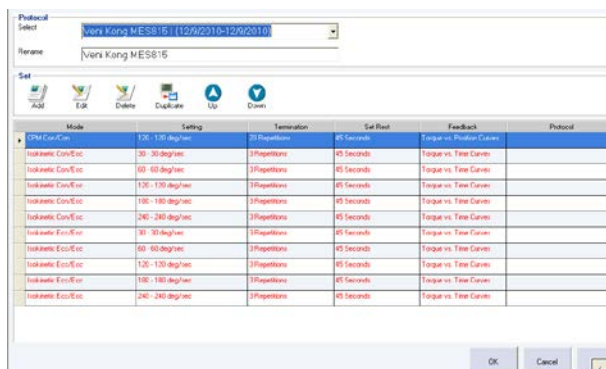 Protocol
Select
Veni Kong MES815 | (12/9/2010-12/9/2010)
Rename
Veni Kong MES815
Set
Add Edit Delete Duplicate Up Down
Mode Setting Termination Set Rest Feedback Protocol
CPM Con/Con 120 - 120 deg/sec 20 Repetitions 45 Seconds Torque vs. Position Curves
Isokinetic Con/Ecc 30 - 30 deg/sec 3 Repetitions 45 Seconds Torque vs. Time Curves
Isokinetic Con/Ecc 60 - 60 deg/sec 3 Repetitions 45 Seconds Torque vs. Time Curves
Isokinetic Con/Ecc 120 - 120 deg/sec 3 Repetitions 45 Seconds Torque vs. Time Curves
Isokinetic Con/Ecc 180 - 180 deg/sec 3 Repetitions 45 Seconds Torque vs. Time Curves
Isokinetic Con/Ecc 240 - 240 deg/sec 3 Repetitions 45 Seconds Torque vs. Time Curves
Isokinetic Ecc/Ecc 30 - 30 deg/sec 3 Repetitions 45 Seconds Torque vs. Time Curves
Isokinetic Ecc/Ecc 60 - 60 deg/sec 3 Repetitions 45 Seconds Torque vs. Time Curves
Isokinetic Ecc/Ecc 120 - 120 deg/sec 3 Repetitions 45 Seconds Torque vs. Time Curves
Isokinetic Ecc/Ecc 180 - 180 deg/sec 3 Repetitions 45 Seconds Torque vs. Time Curves
Isokinetic Ecc/Ecc 240 - 240 deg/sec 3 Repetitions 45 Seconds Torque vs. Time Curves
OK Cancel